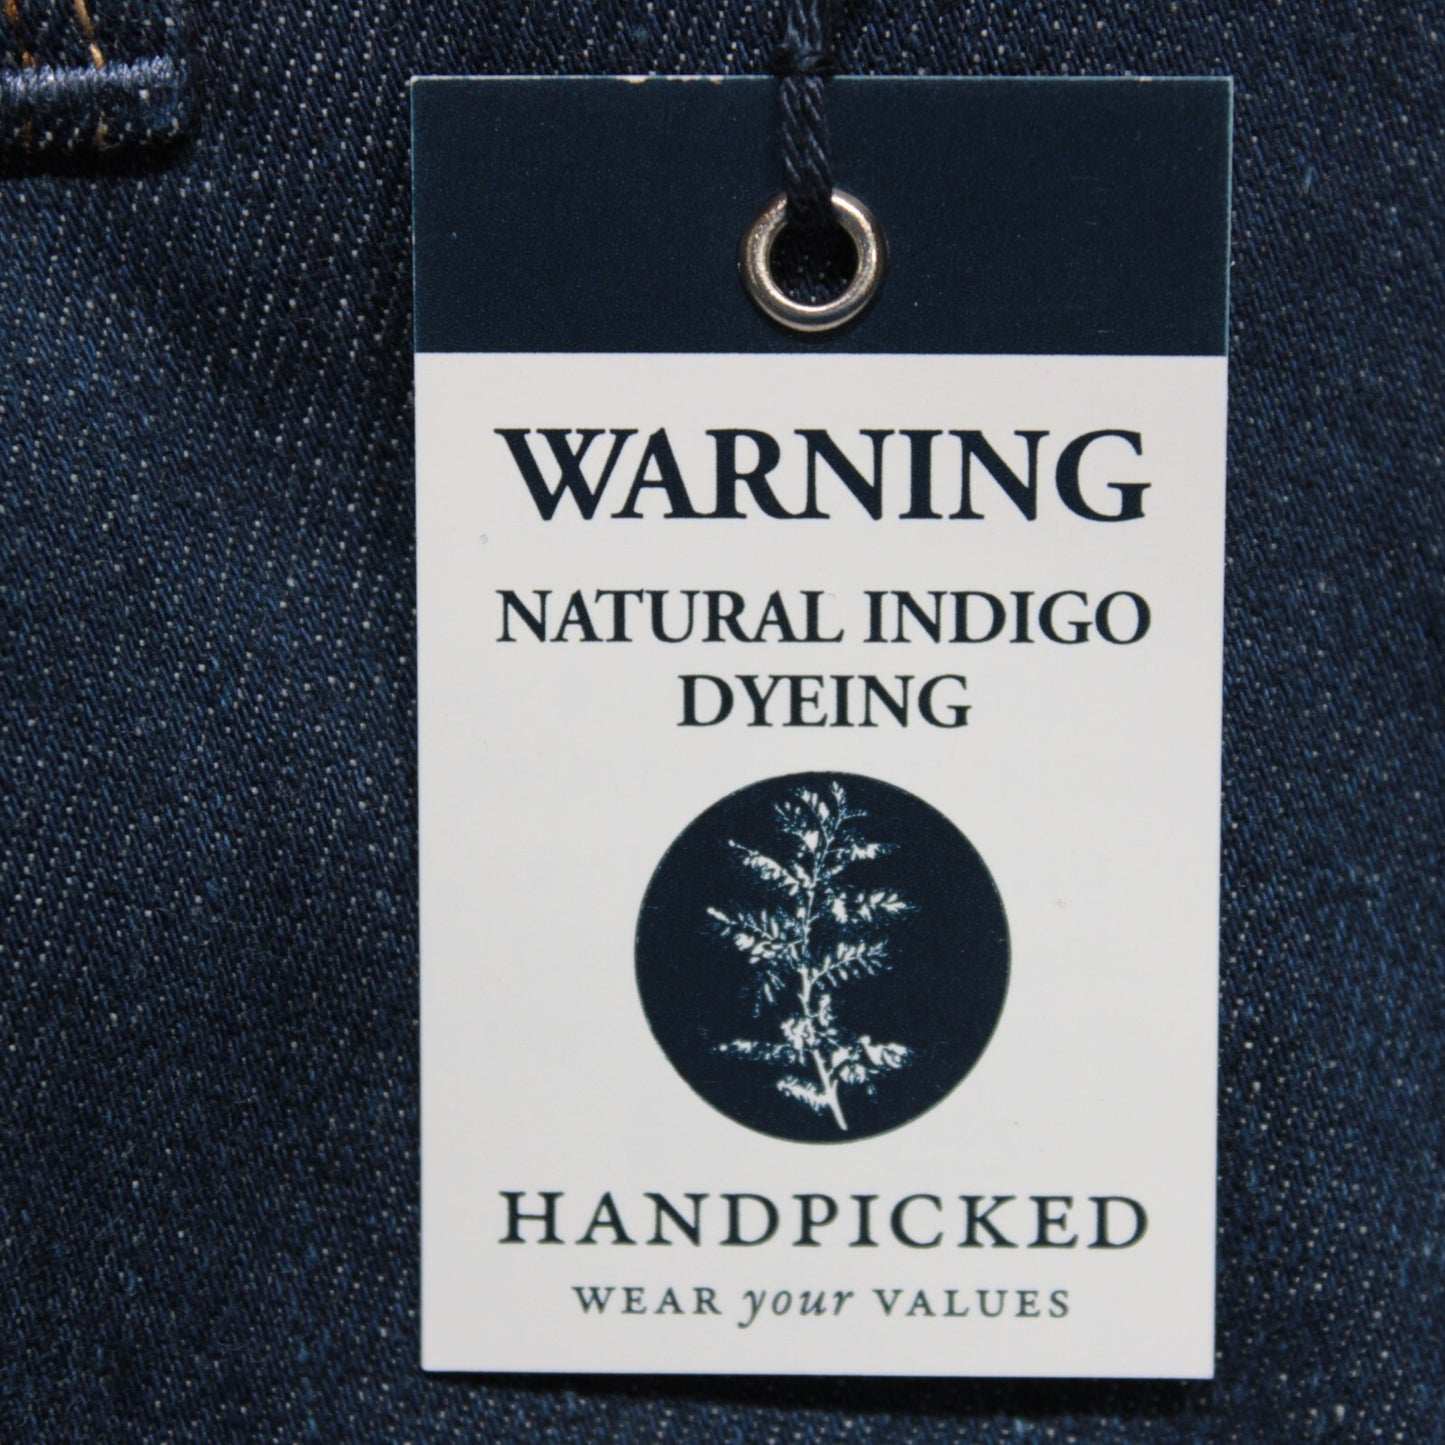 WARNING
NATURAL INDIGO
DYEING
HANDPICKED
WEAR your VALUES